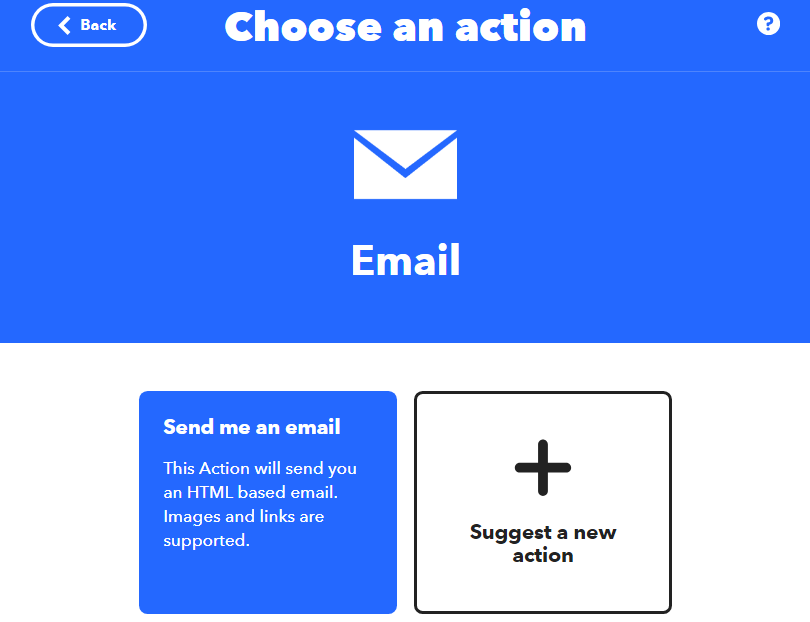 Back
Choose an action
?
Email
Send me an email
This Action will send you
an HTML based email.
Images and links are
supported.
Suggest a new
action